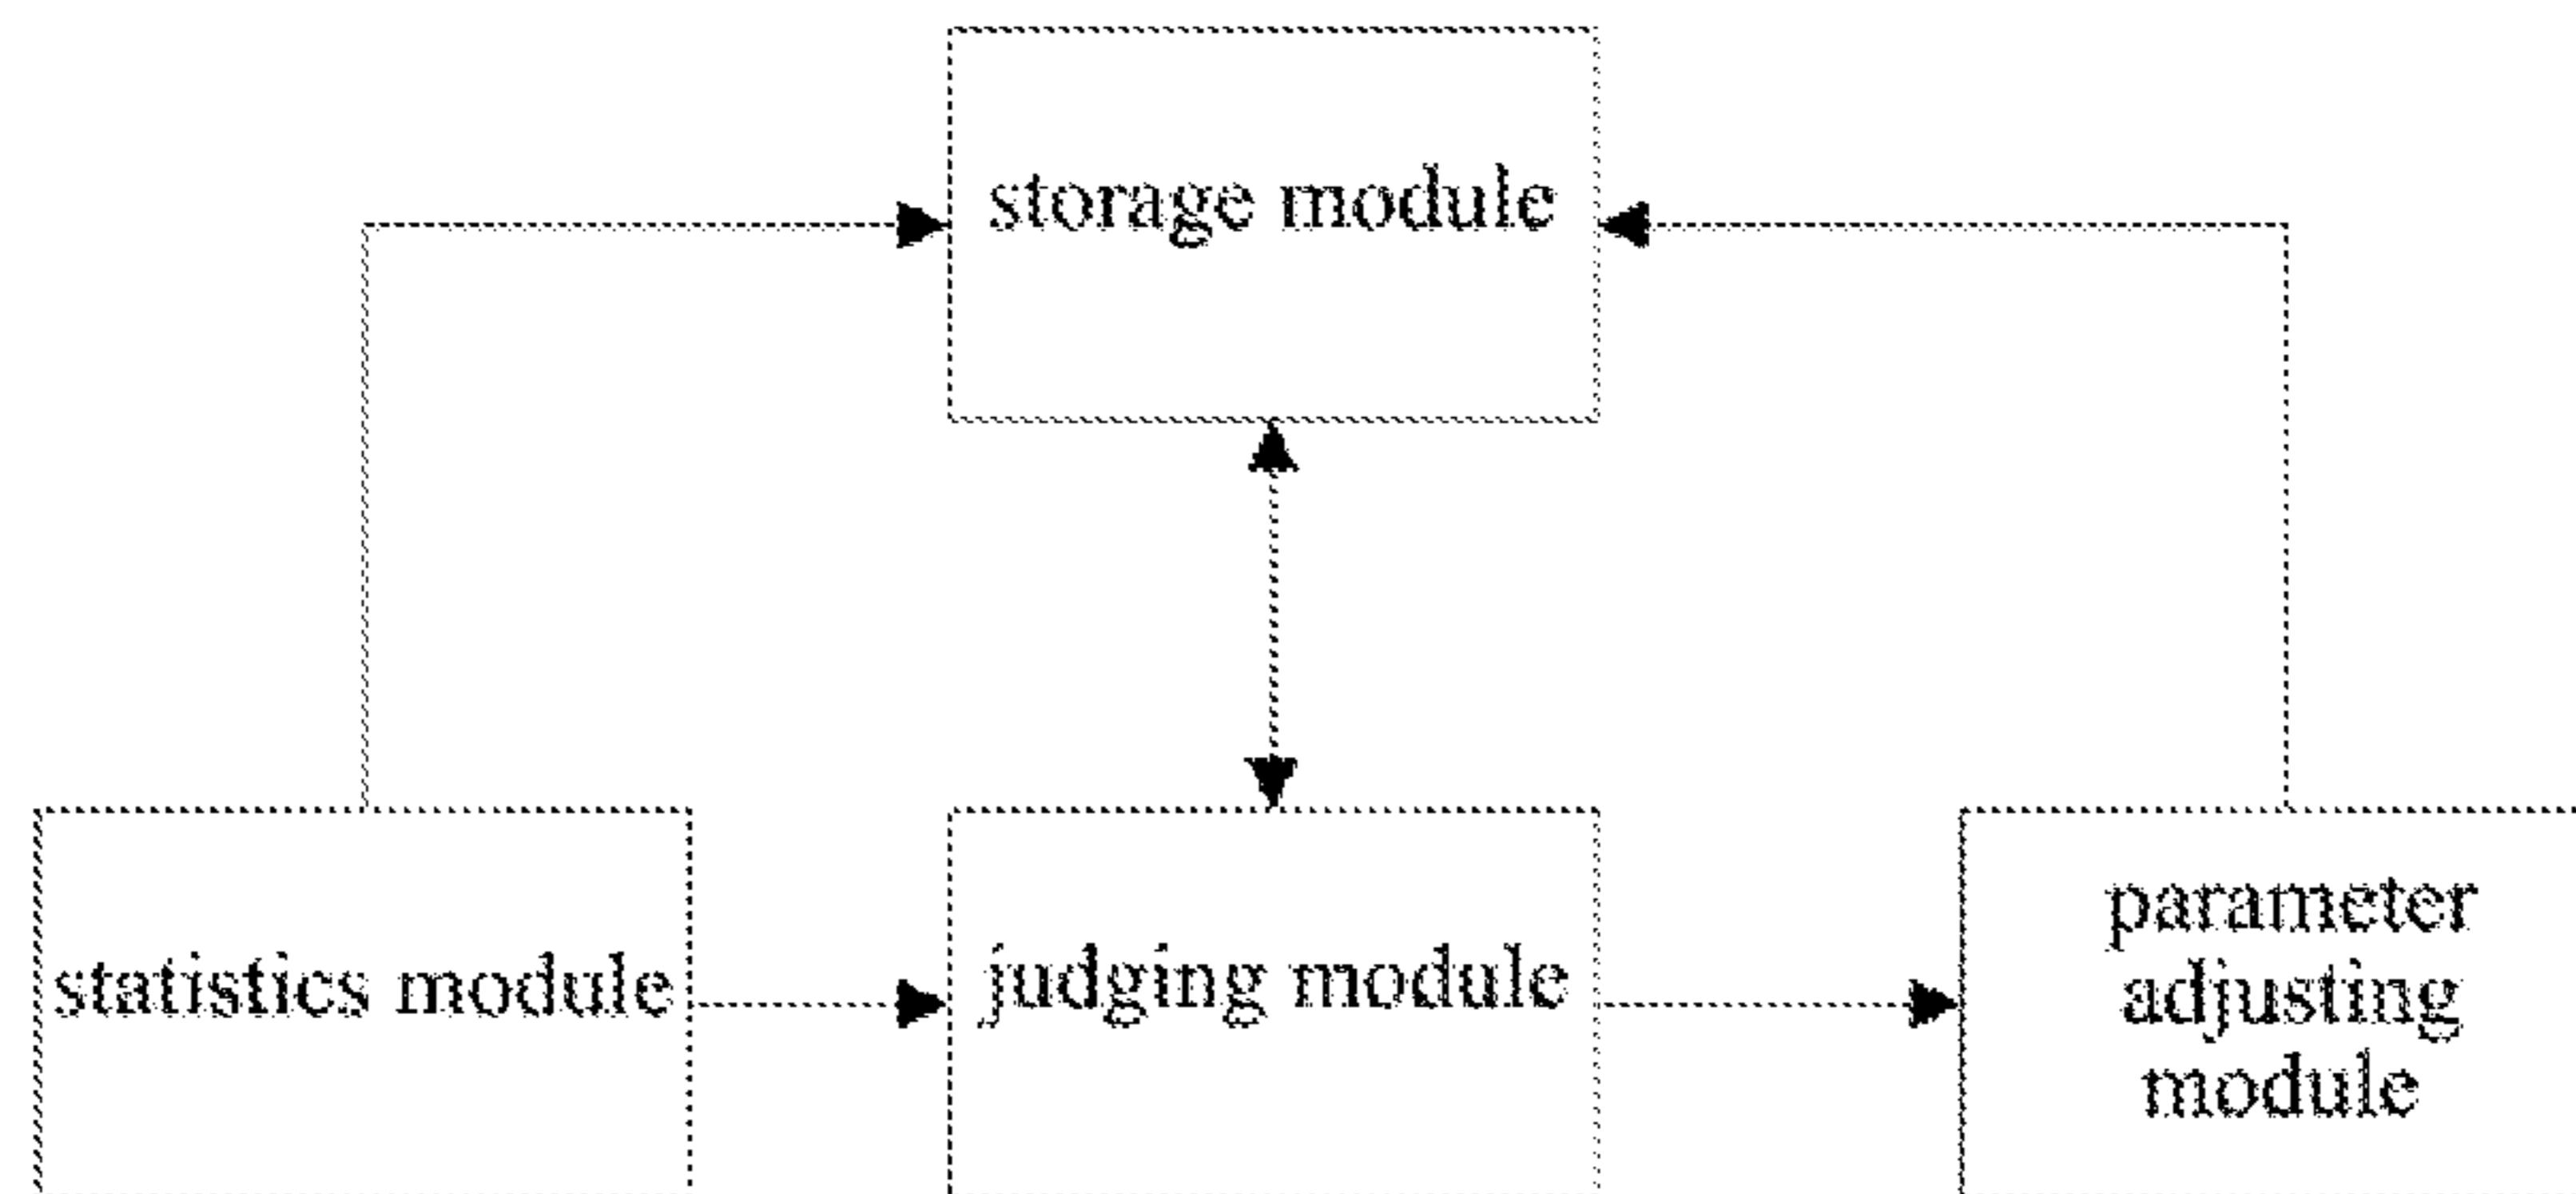 storage module
statistics module
judging module
parameter
adjusting
module